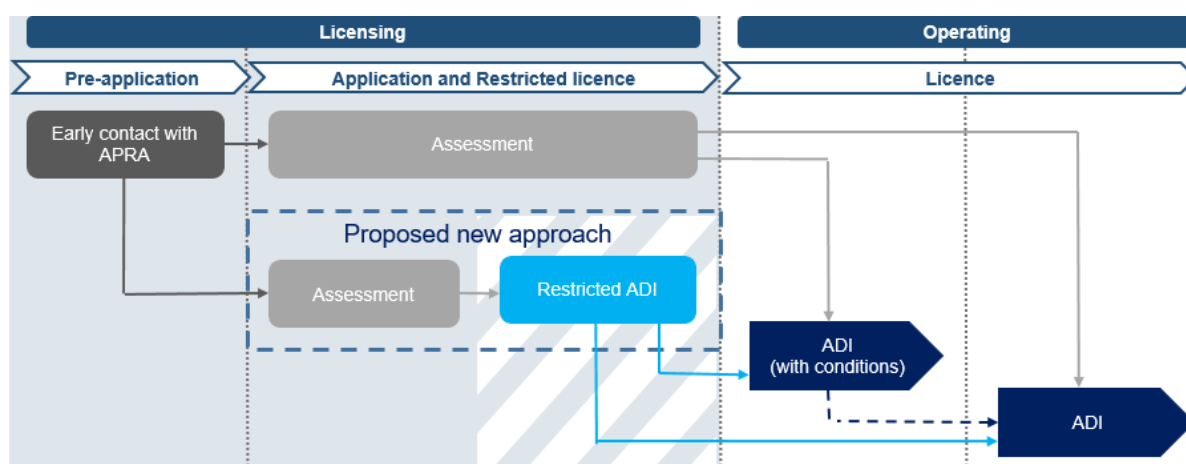 Licensing
Operating
Pre-application
Application and Restricted licence
Licence
Early contact with
APRA
Assessment
Proposed new approach
Assessment
Restricted ADI
ADI
(with conditions)
ADI